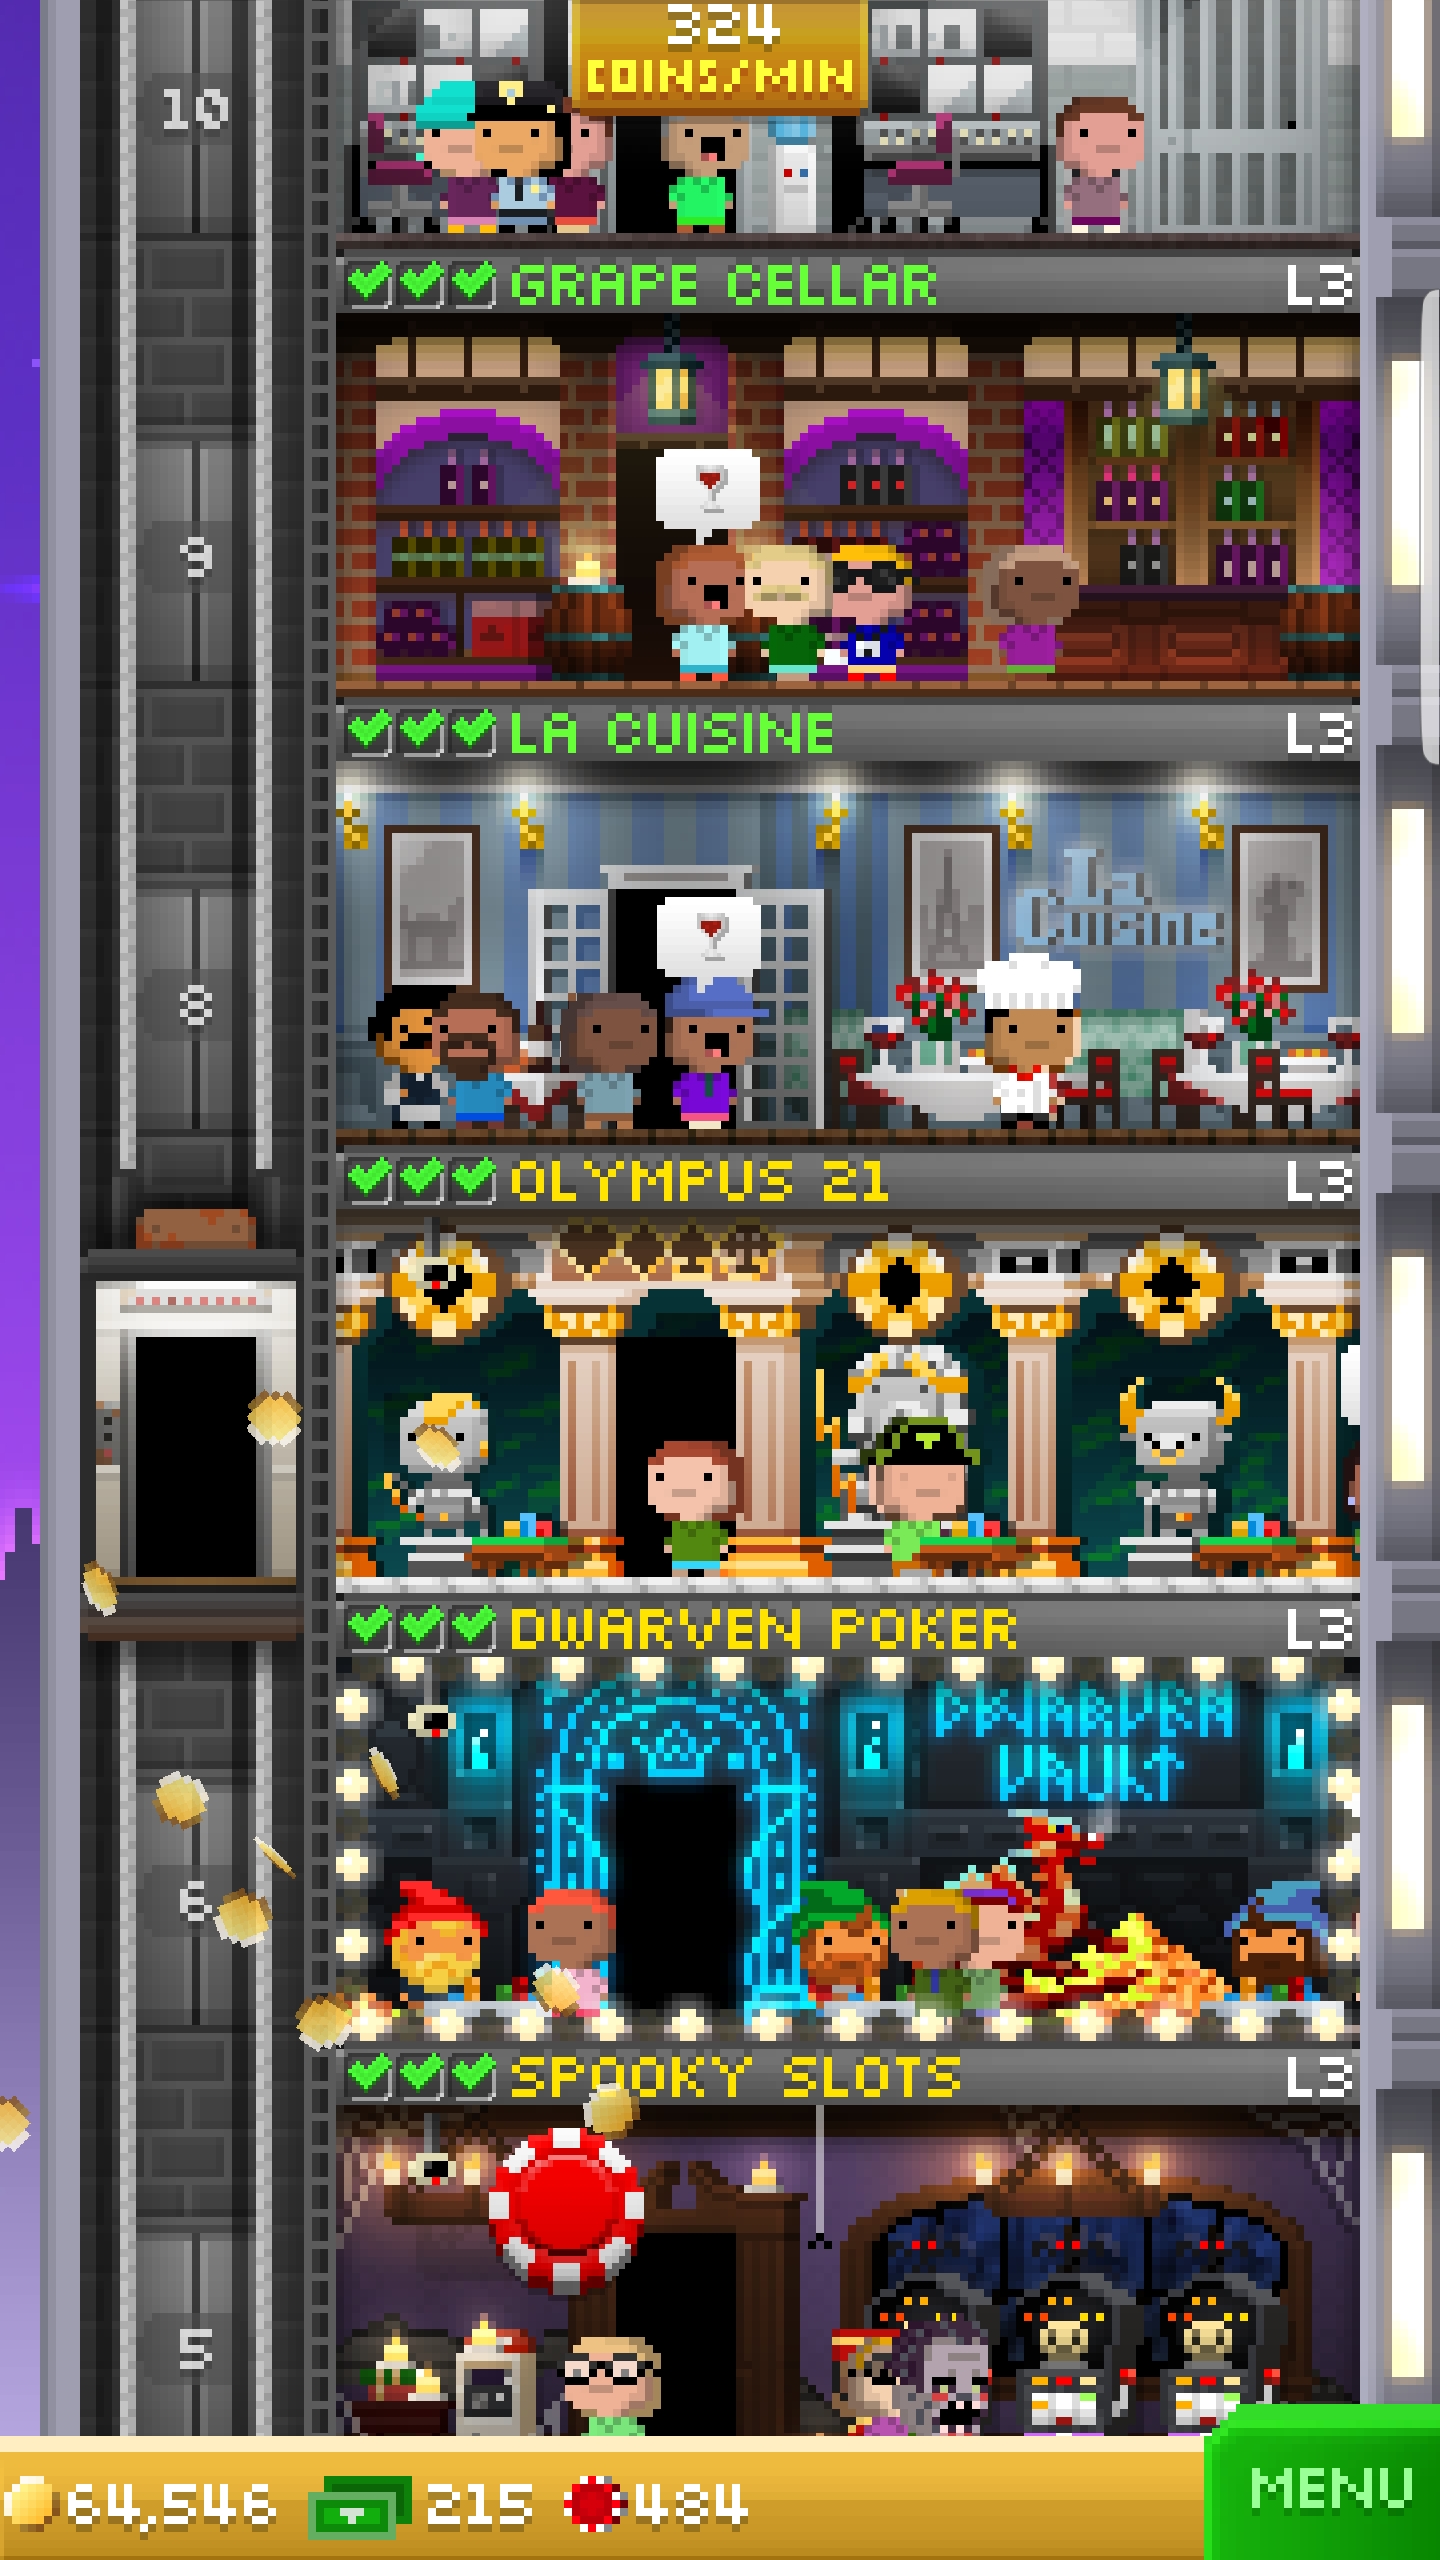 324
COINS/MIN
10
GRAPE CELLAR L3
9
LA CUISINE L3
La
Cuisine
8
OLYMPUS 21 L3
DWARVEN POKER L3
DWARVEN
VAULT
6
SPOOKY SLOTS L3
5
64,546 215 484
MENU